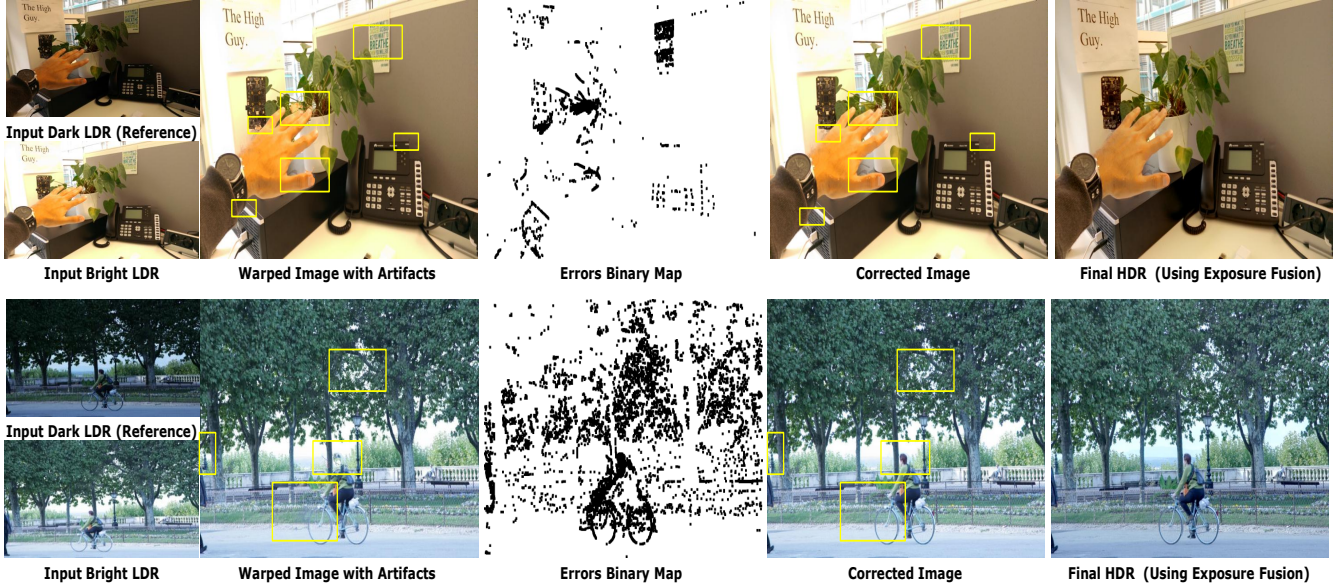 The High
Guy.
BREATHE
Input Dark LDR (Reference)
The High
Guy.
Input Bright LDR
The High
Guy.
BREATHE
Warped Image with Artifacts
Errors Binary Map
The High
Guy.
BREATHE
Corrected Image
The High
Guy.
BREATHE
Final HDR (Using Exposure Fusion)
Input Dark LDR (Reference)
Input Bright LDR
Warped Image with Artifacts
Errors Binary Map
Corrected Image
Final HDR (Using Exposure Fusion)